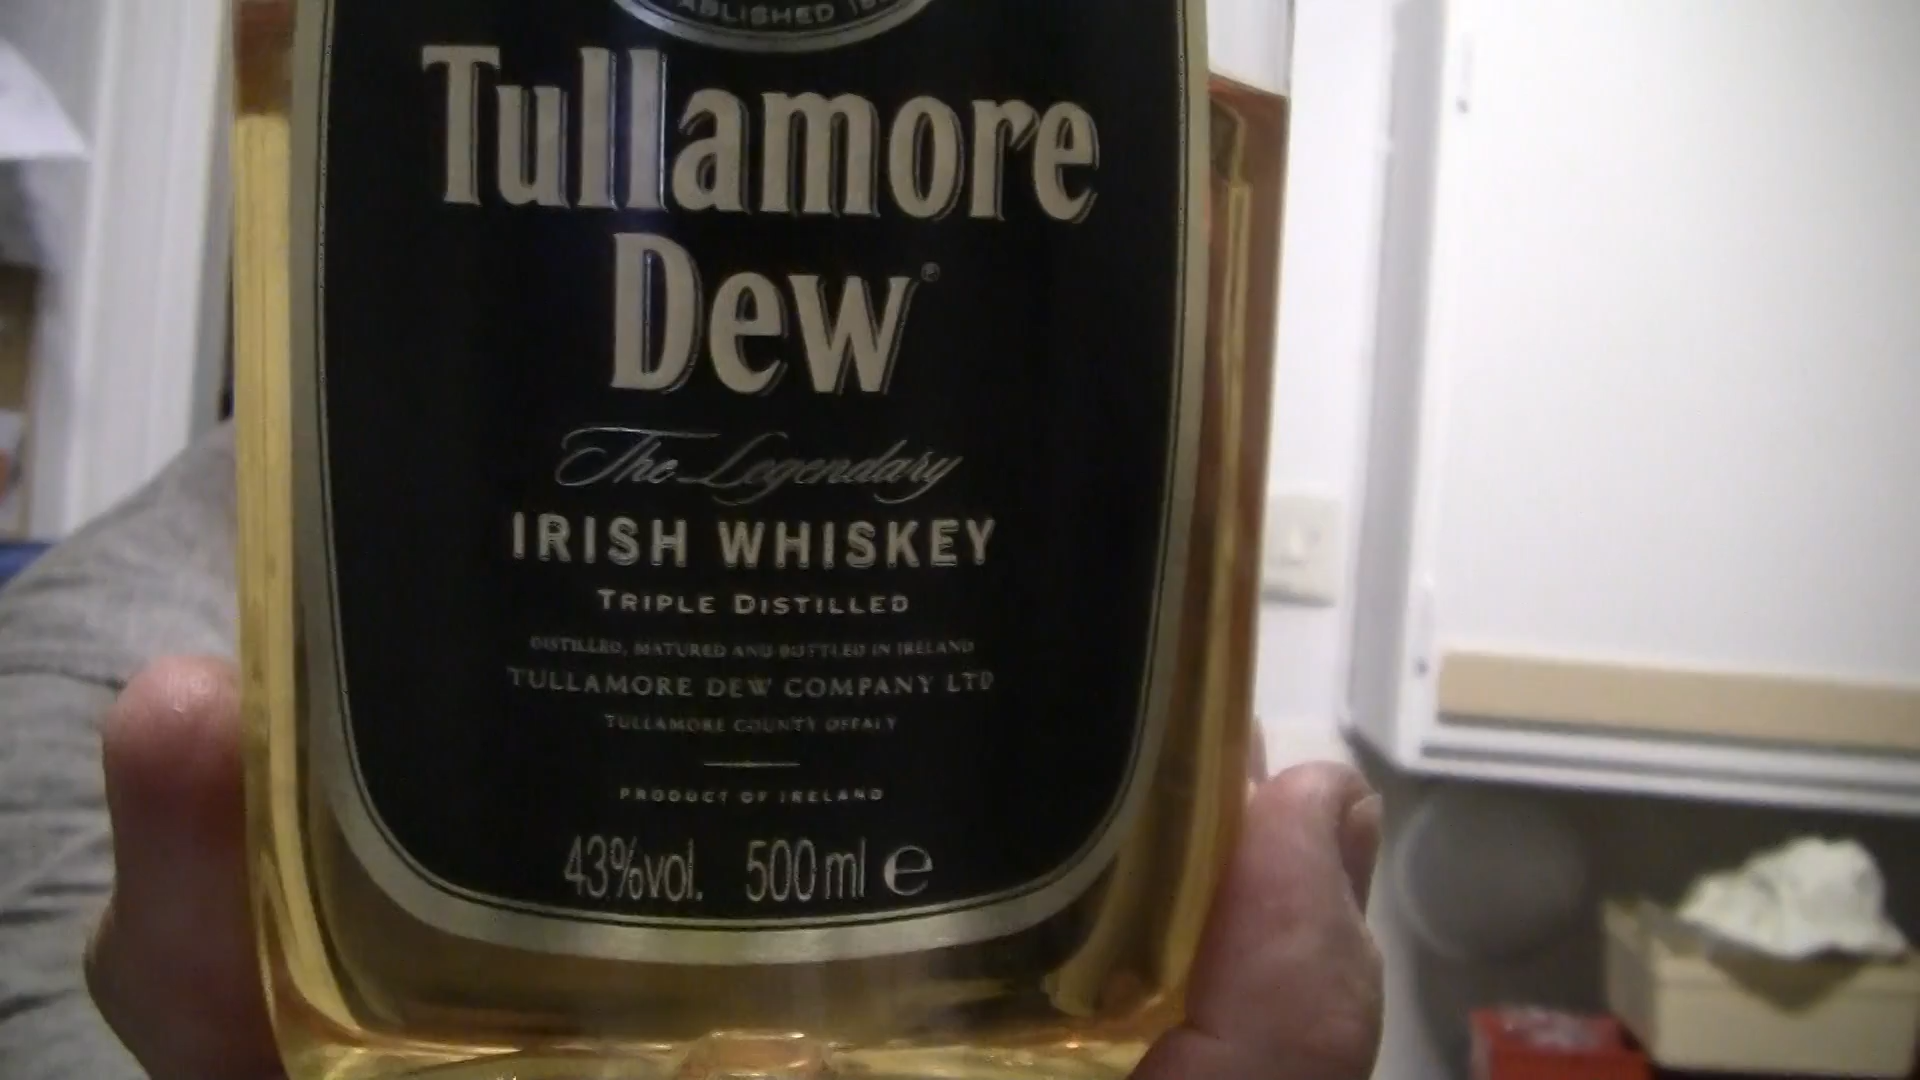 ESTABLISHED
Tullamore
Dew®
The Legendary
IRISH WHISKEY
TRIPLE DISTILLED
DISTILLED, MATURED AND BOTTLED IN IRELAND
TULLAMORE DEW COMPANY LTD
TULLAMORE COUNTY OFFALY
PRODUCT OF IRELAND
43%vol. 500ml e